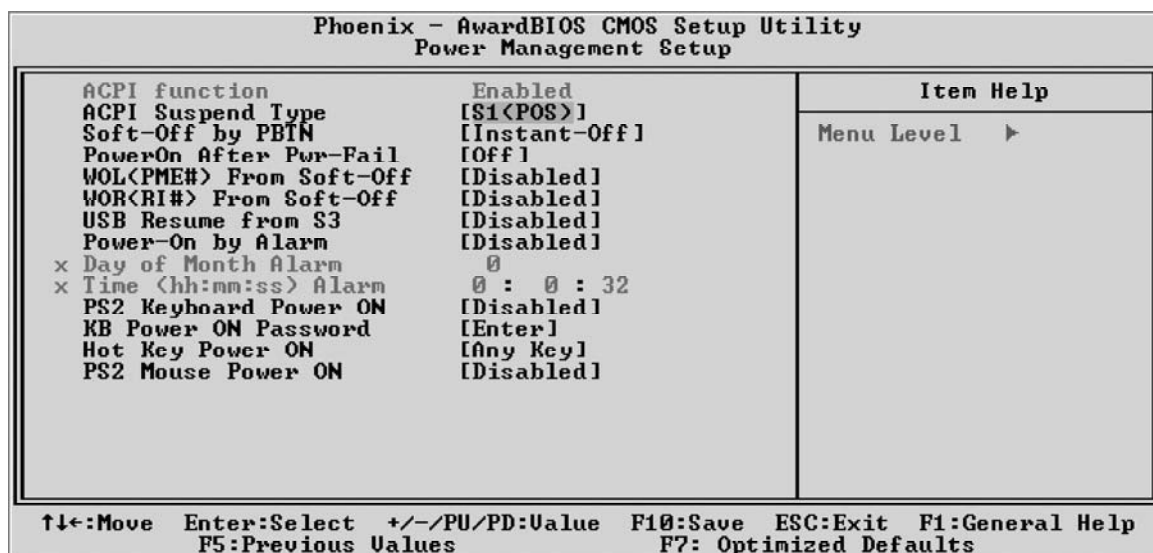 Phoenix - AwardBIOS CMOS Setup Utility
Power Management Setup
ACPI function Enabled
ACPI Suspend Type [S1(POS)]
Soft-Off by PBTN [Instant-Off]
PowerOn After Pwr-Fail [Off]
WOL(PME#) From Soft-Off [Disabled]
WOR(RI#) From Soft-Off [Disabled]
USB Resume from S3 [Disabled]
Power-On by Alarm [Disabled]
x Day of Month Alarm 0
x Time (hh:mm:ss) Alarm 0 : 0 : 32
PS2 Keyboard Power ON [Disabled]
KB Power ON Password [Enter]
Hot Key Power ON [Any Key]
PS2 Mouse Power ON [Disabled]
Item Help
Menu Level ►
↑↓←:Move Enter:Select +/-/PU/PD:Value F10:Save ESC:Exit F1:General Help
F5:Previous Values F7: Optimized Defaults